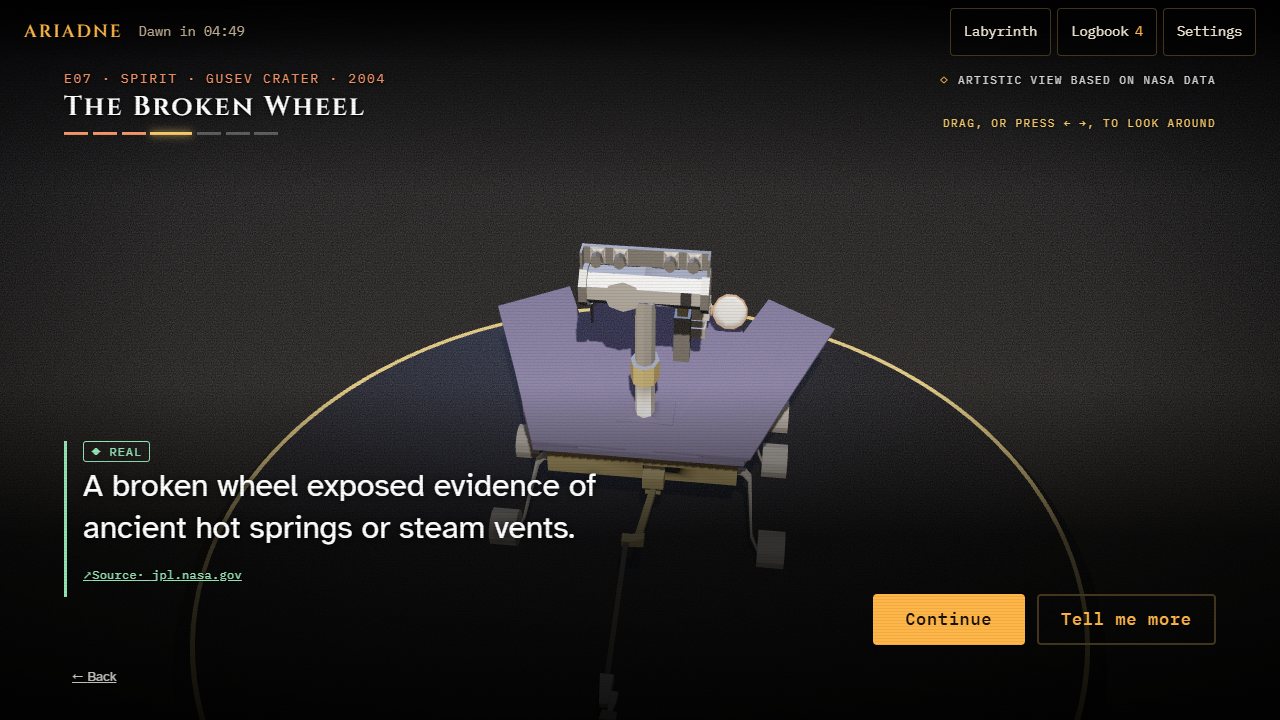 ARIADNE
Dawn in 04:49
Labyrinth
Logbook 4
Settings
E07 · SPIRIT · GUSEV CRATER · 2004
The Broken Wheel
◇ ARTISTIC VIEW BASED ON NASA DATA
DRAG, OR PRESS ← →, TO LOOK AROUND
◆ REAL
A broken wheel exposed evidence of
ancient hot springs or steam vents.
↗Source· jpl.nasa.gov
Continue
Tell me more
← Back